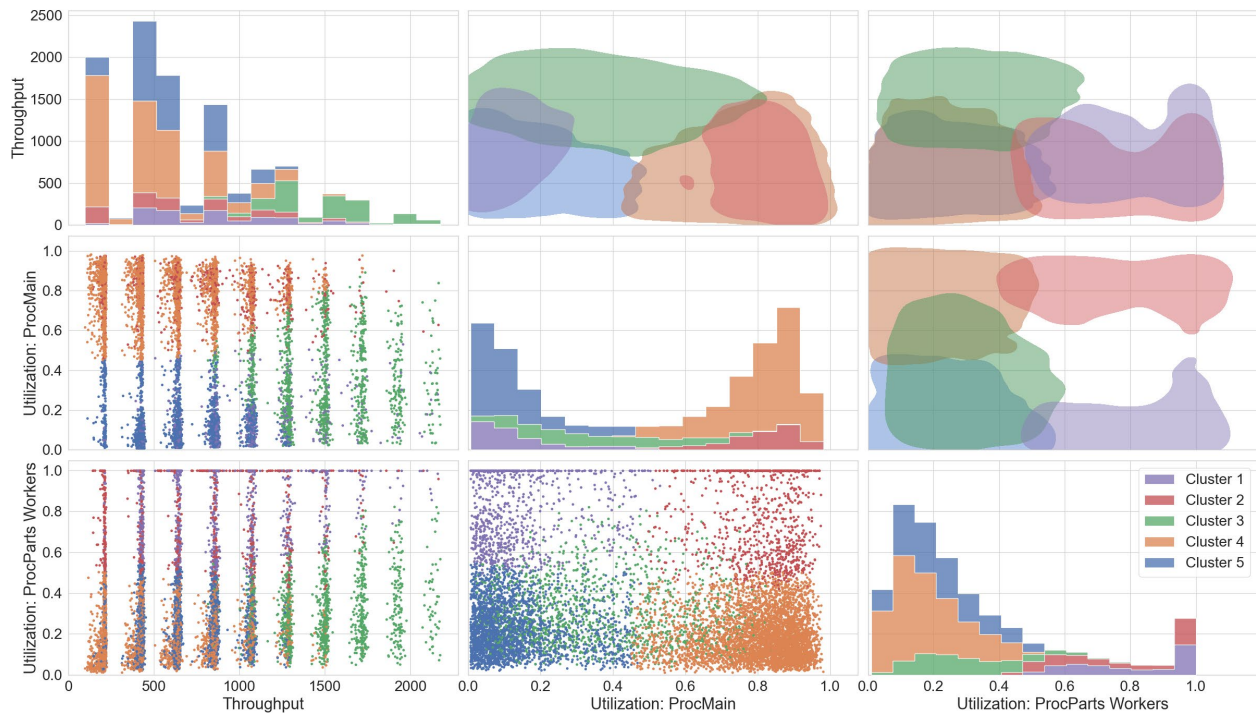 2500
2000
1500
1000
500
0
Throughput
1.0
0.8
0.6
0.4
0.2
0.0
Utilization: ProcMain
1.0
0.8
0.6
0.4
0.2
0.0
Utilization: ProcParts Workers
Cluster 1
Cluster 2
Cluster 3
Cluster 4
Cluster 5
0 500 1000 1500 2000
0.0 0.2 0.4 0.6 0.8 1.0
0.0 0.2 0.4 0.6 0.8 1.0
Throughput
Utilization: ProcMain
Utilization: ProcParts Workers